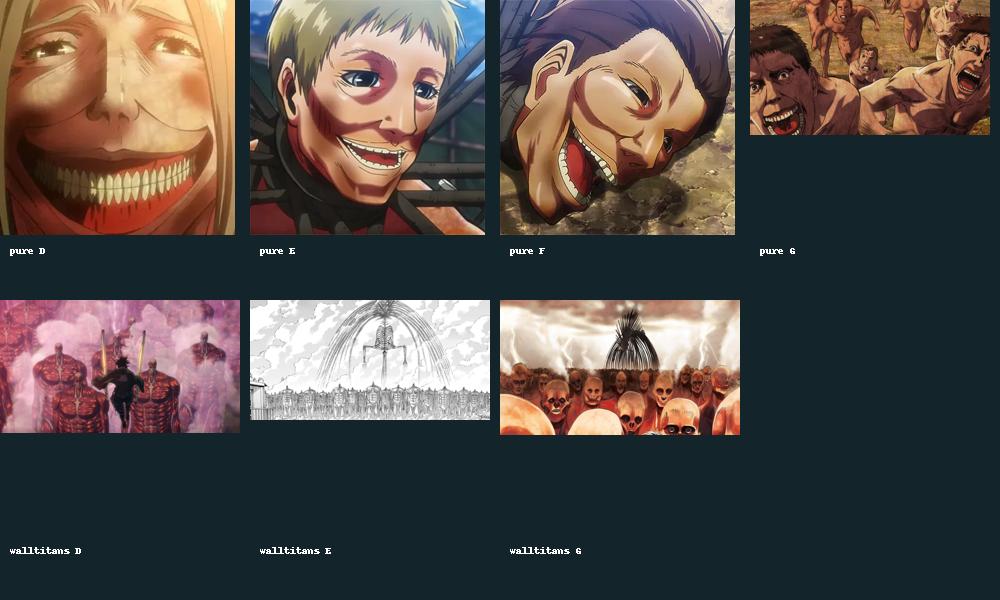 pure D
pure E
pure F
pure G
walltitans D
walltitans E
walltitans G